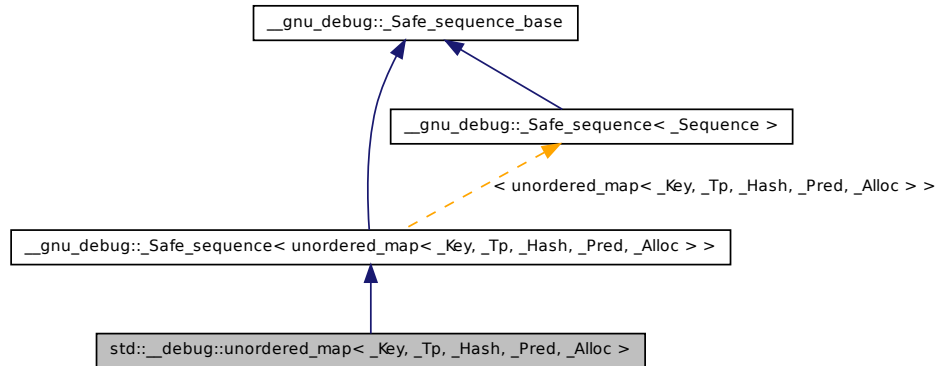 __gnu_debug::_Safe_sequence_base
__gnu_debug::_Safe_sequence< _Sequence >
< unordered_map< _Key, _Tp, _Hash, _Pred, _Alloc > >
__gnu_debug::_Safe_sequence< unordered_map< _Key, _Tp, _Hash, _Pred, _Alloc > >
std::__debug::unordered_map< _Key, _Tp, _Hash, _Pred, _Alloc >